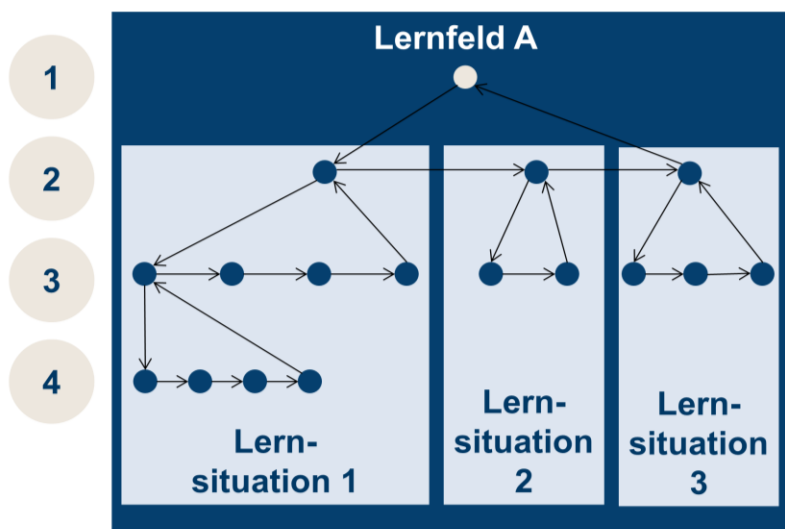 Lernfeld A
1
2
3
4
Lern-
situation 1
Lern-
situation
2
Lern-
situation
3